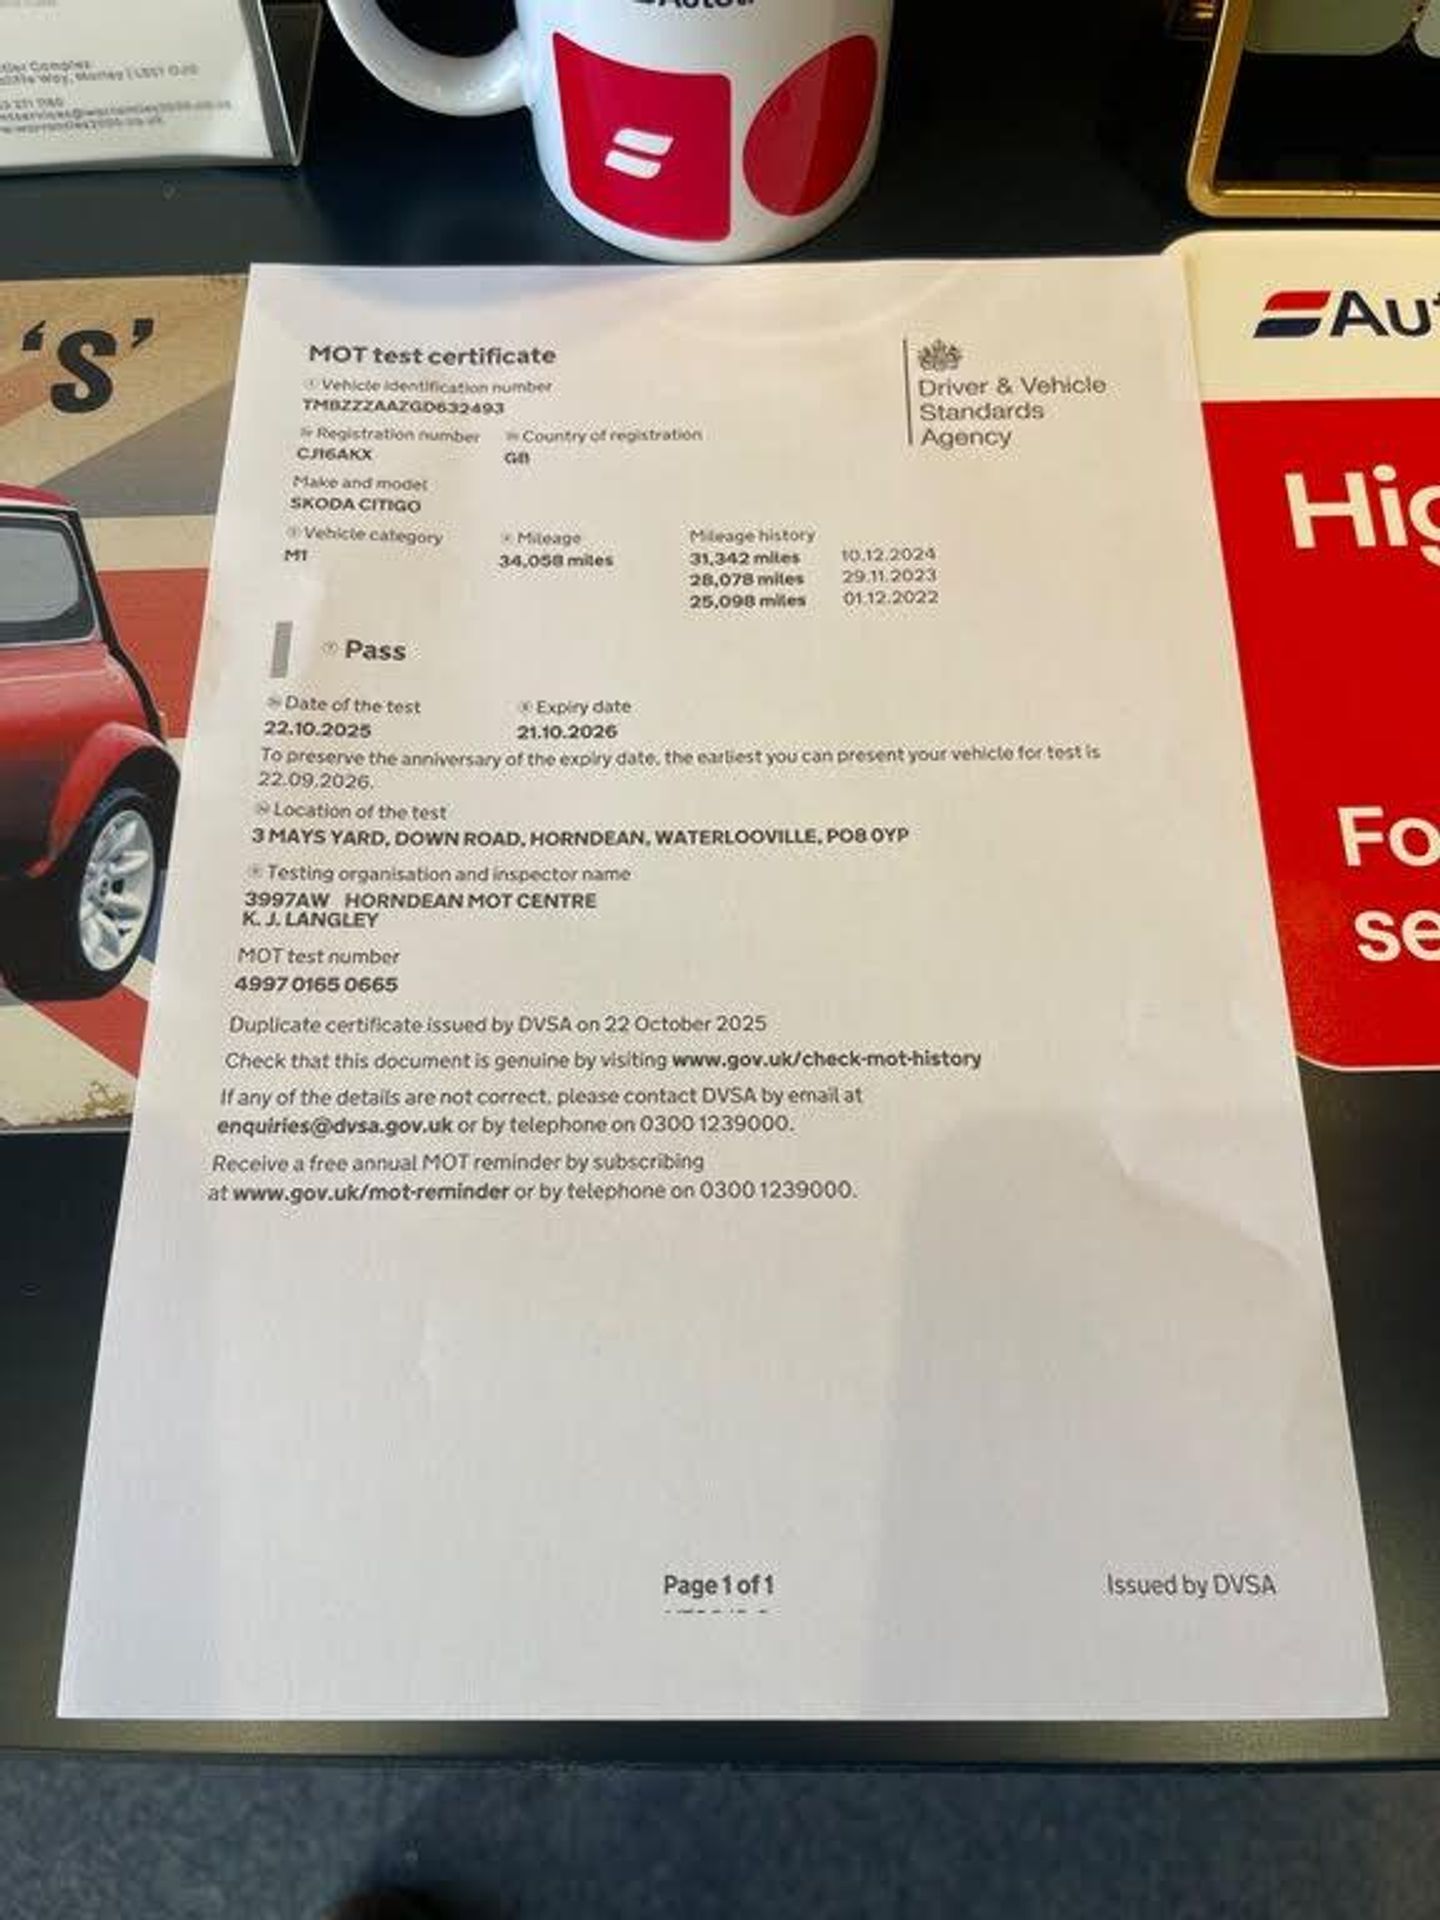 MOT test certificate
Vehicle identification number
TMBZZZAAZGD632493
Registration number
Country of registration
CJ16AKX
GB
Make and model
SKODA CITIGO
Vehicle category
Mileage
Mileage history
M1
34,058 miles
31,342 miles 10.12.2024
28,078 miles 29.11.2023
25,098 miles 01.12.2022
Driver & Vehicle
Standards
Agency
Pass
Date of the test
Expiry date
22.10.2025
21.10.2026
To preserve the anniversary of the expiry date, the earliest you can present your vehicle for test is
22.09.2026.
Location of the test
3 MAYS YARD, DOWN ROAD, HORNDEAN, WATERLOOVILLE, PO8 0YP
Testing organisation and inspector name
3997AW HORNDEAN MOT CENTRE
K. J. LANGLEY
MOT test number
4997 0165 0665
Duplicate certificate issued by DVSA on 22 October 2025
Check that this document is genuine by visiting www.gov.uk/check-mot-history
If any of the details are not correct, please contact DVSA by email at
enquiries@dvsa.gov.uk or by telephone on 0300 1239000.
Receive a free annual MOT reminder by subscribing
at www.gov.uk/mot-reminder or by telephone on 0300 1239000.
Page 1 of 1
Issued by DVSA
'S'
Aut
Hig
Fo
se